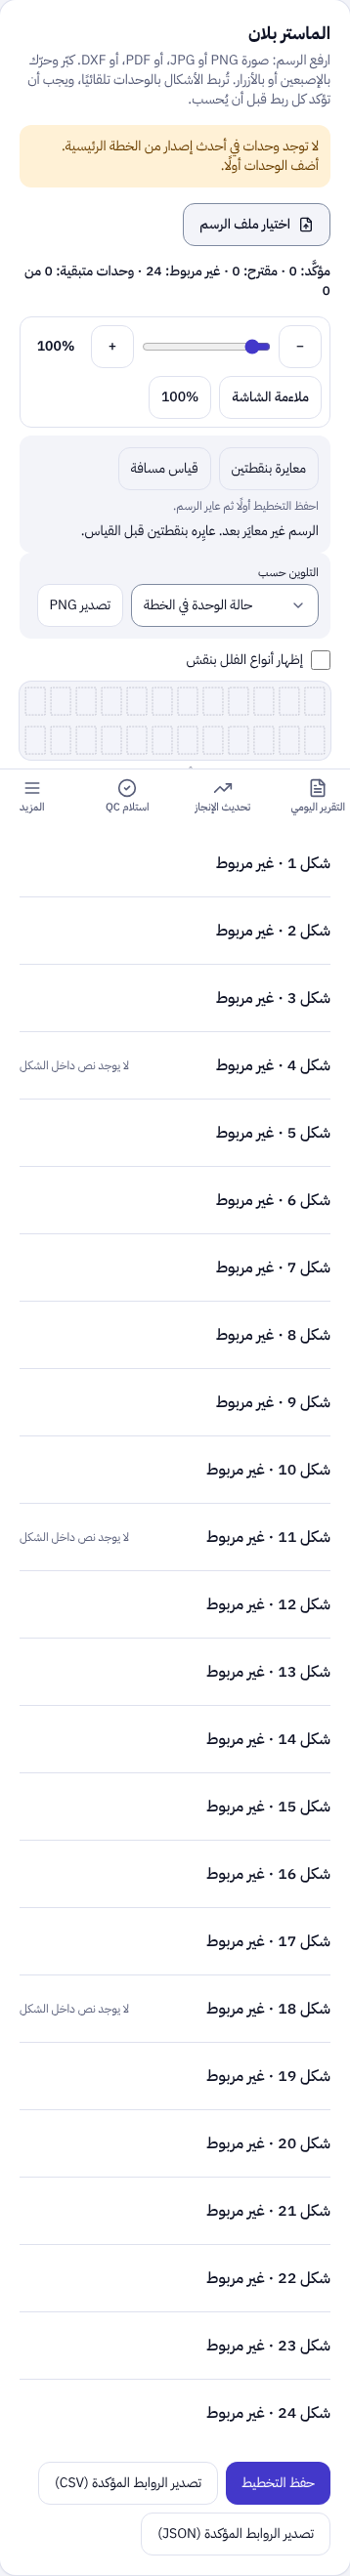 الماستر بلان
ارفع الرسم: صورة PNG أو JPG، أو PDF، أو DXF. كبّر وحرّك
بالإصبعين أو بالأزرار. تُربط الأشكال بالوحدات تلقائيًا، ويجب أن
تؤكد كل ربط قبل أن يُحسب.
لا توجد وحدات في أحدث إصدار من الخطة الرئيسية.
أضف الوحدات أولًا.
اختيار ملف الرسم
مؤكَّد: 0 · مقترح: 0 · غير مربوط: 24 · وحدات متبقية: 0 من
0
−
+
100%
ملاءمة الشاشة
100%
معايرة بنقطتين
قياس مسافة
احفظ التخطيط أولًا ثم عاير الرسم.
الرسم غير معايَر بعد. عايِره بنقطتين قبل القياس.
التلوين حسب
حالة الوحدة في الخطة
تصدير PNG
إظهار أنواع الفلل بنقش
التقرير اليومي
تحديث الإنجاز
استلام QC
المزيد
شكل 1 · غير مربوط
شكل 2 · غير مربوط
شكل 3 · غير مربوط
شكل 4 · غير مربوط
لا يوجد نص داخل الشكل
شكل 5 · غير مربوط
شكل 6 · غير مربوط
شكل 7 · غير مربوط
شكل 8 · غير مربوط
شكل 9 · غير مربوط
شكل 10 · غير مربوط
شكل 11 · غير مربوط
لا يوجد نص داخل الشكل
شكل 12 · غير مربوط
شكل 13 · غير مربوط
شكل 14 · غير مربوط
شكل 15 · غير مربوط
شكل 16 · غير مربوط
شكل 17 · غير مربوط
شكل 18 · غير مربوط
لا يوجد نص داخل الشكل
شكل 19 · غير مربوط
شكل 20 · غير مربوط
شكل 21 · غير مربوط
شكل 22 · غير مربوط
شكل 23 · غير مربوط
شكل 24 · غير مربوط
حفظ التخطيط
تصدير الروابط المؤكدة (CSV)
تصدير الروابط المؤكدة (JSON)